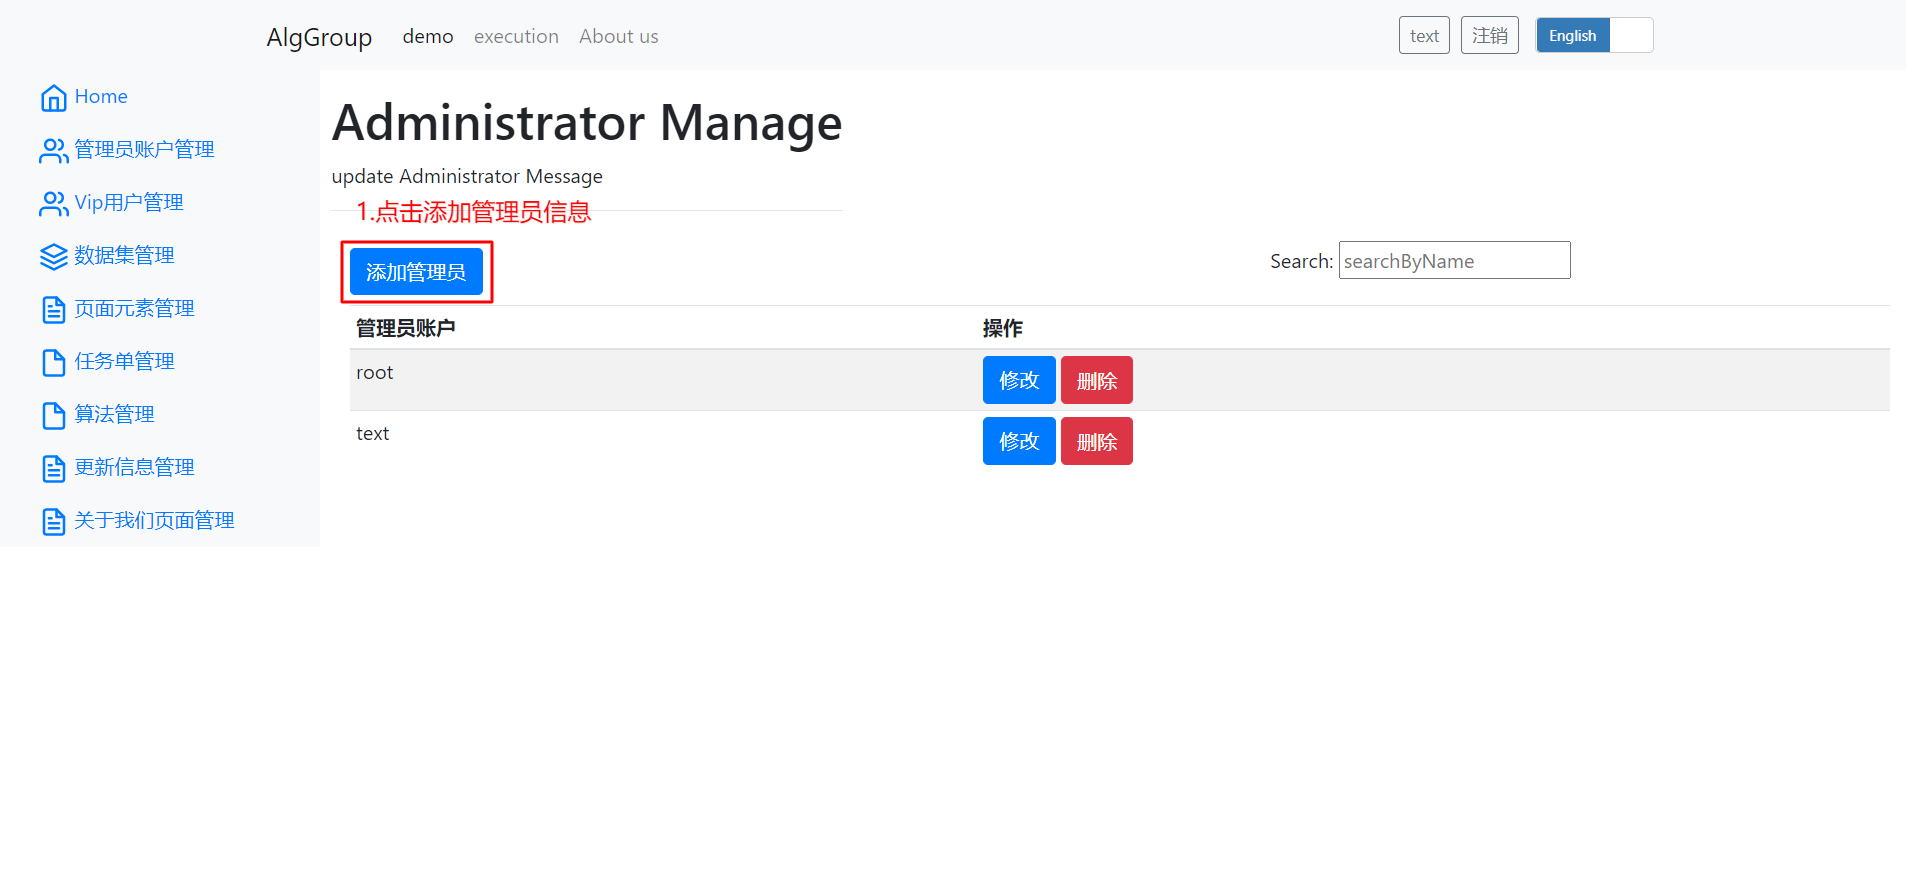 AlgGroup demo execution About us text 注销 English
Home
管理员账户管理
Vip用户管理
数据集管理
页面元素管理
任务单管理
算法管理
更新信息管理
关于我们页面管理
Administrator Manage
update Administrator Message
1.点击添加管理员信息
添加管理员 Search: searchByName
管理员账户 操作
root 修改 删除
text 修改 删除